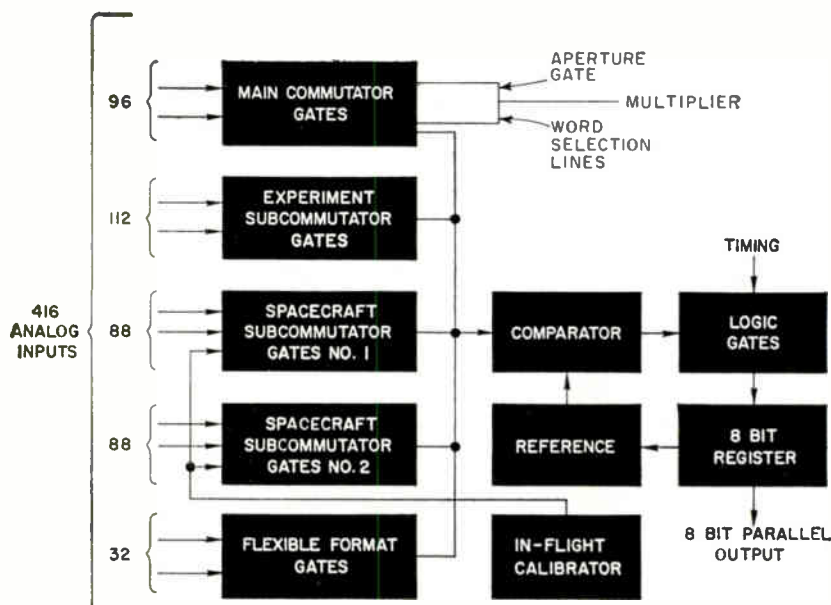 416
ANALOG
INPUTS
96
MAIN COMMUTATOR
GATES
APERTURE
GATE
MULTIPLIER
WORD
SELECTION
LINES
112
EXPERIMENT
SUBCOMMUTATOR
GATES
88
SPACECRAFT
SUBCOMMUTATOR
GATES NO. 1
COMPARATOR
TIMING
LOGIC
GATES
88
SPACECRAFT
SUBCOMMUTATOR
GATES NO. 2
REFERENCE
8 BIT
REGISTER
32
FLEXIBLE FORMAT
GATES
IN-FLIGHT
CALIBRATOR
8 BIT PARALLEL
OUTPUT